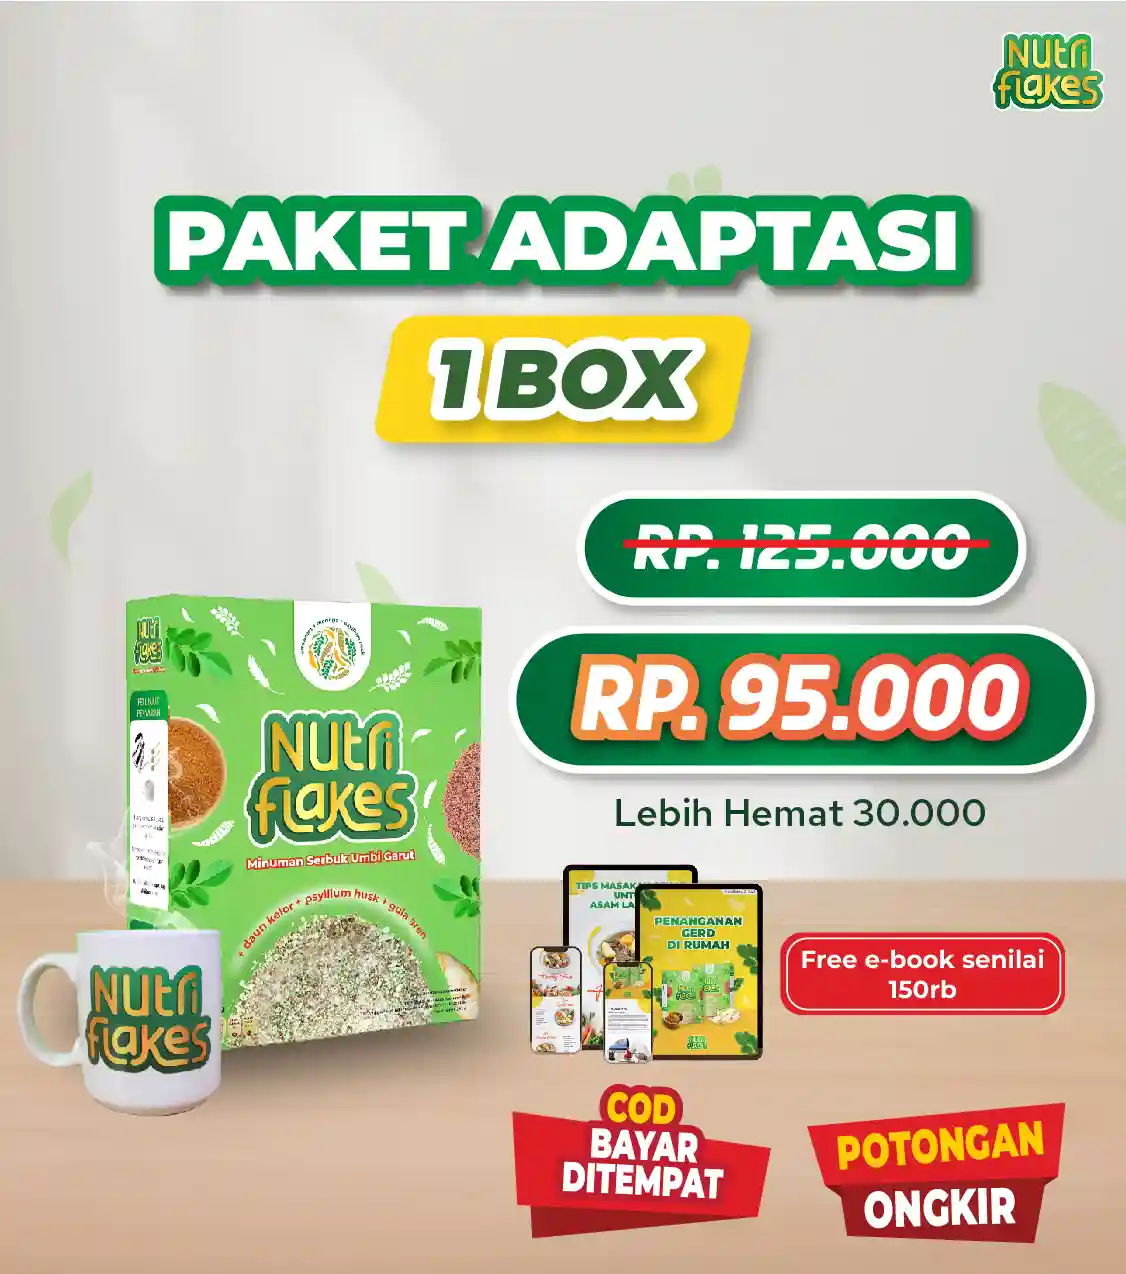 Nutri
Flakes
PAKET ADAPTASI
1 BOX
RP. 125.000
RP. 95.000
Lebih Hemat 30.000
Nutri
Flakes
Nutri
Flakes
Minuman Serbuk Umbi Garut
+ daun kelor + psyllium husk + gula aren
Nutri
Flakes
TIPS MASAK
ASAM
PENANGANAN
GERD
DI RUMAH
Free e-book senilai
150rb
COD
BAYAR
DITEMPAT
POTONGAN
ONGKIR